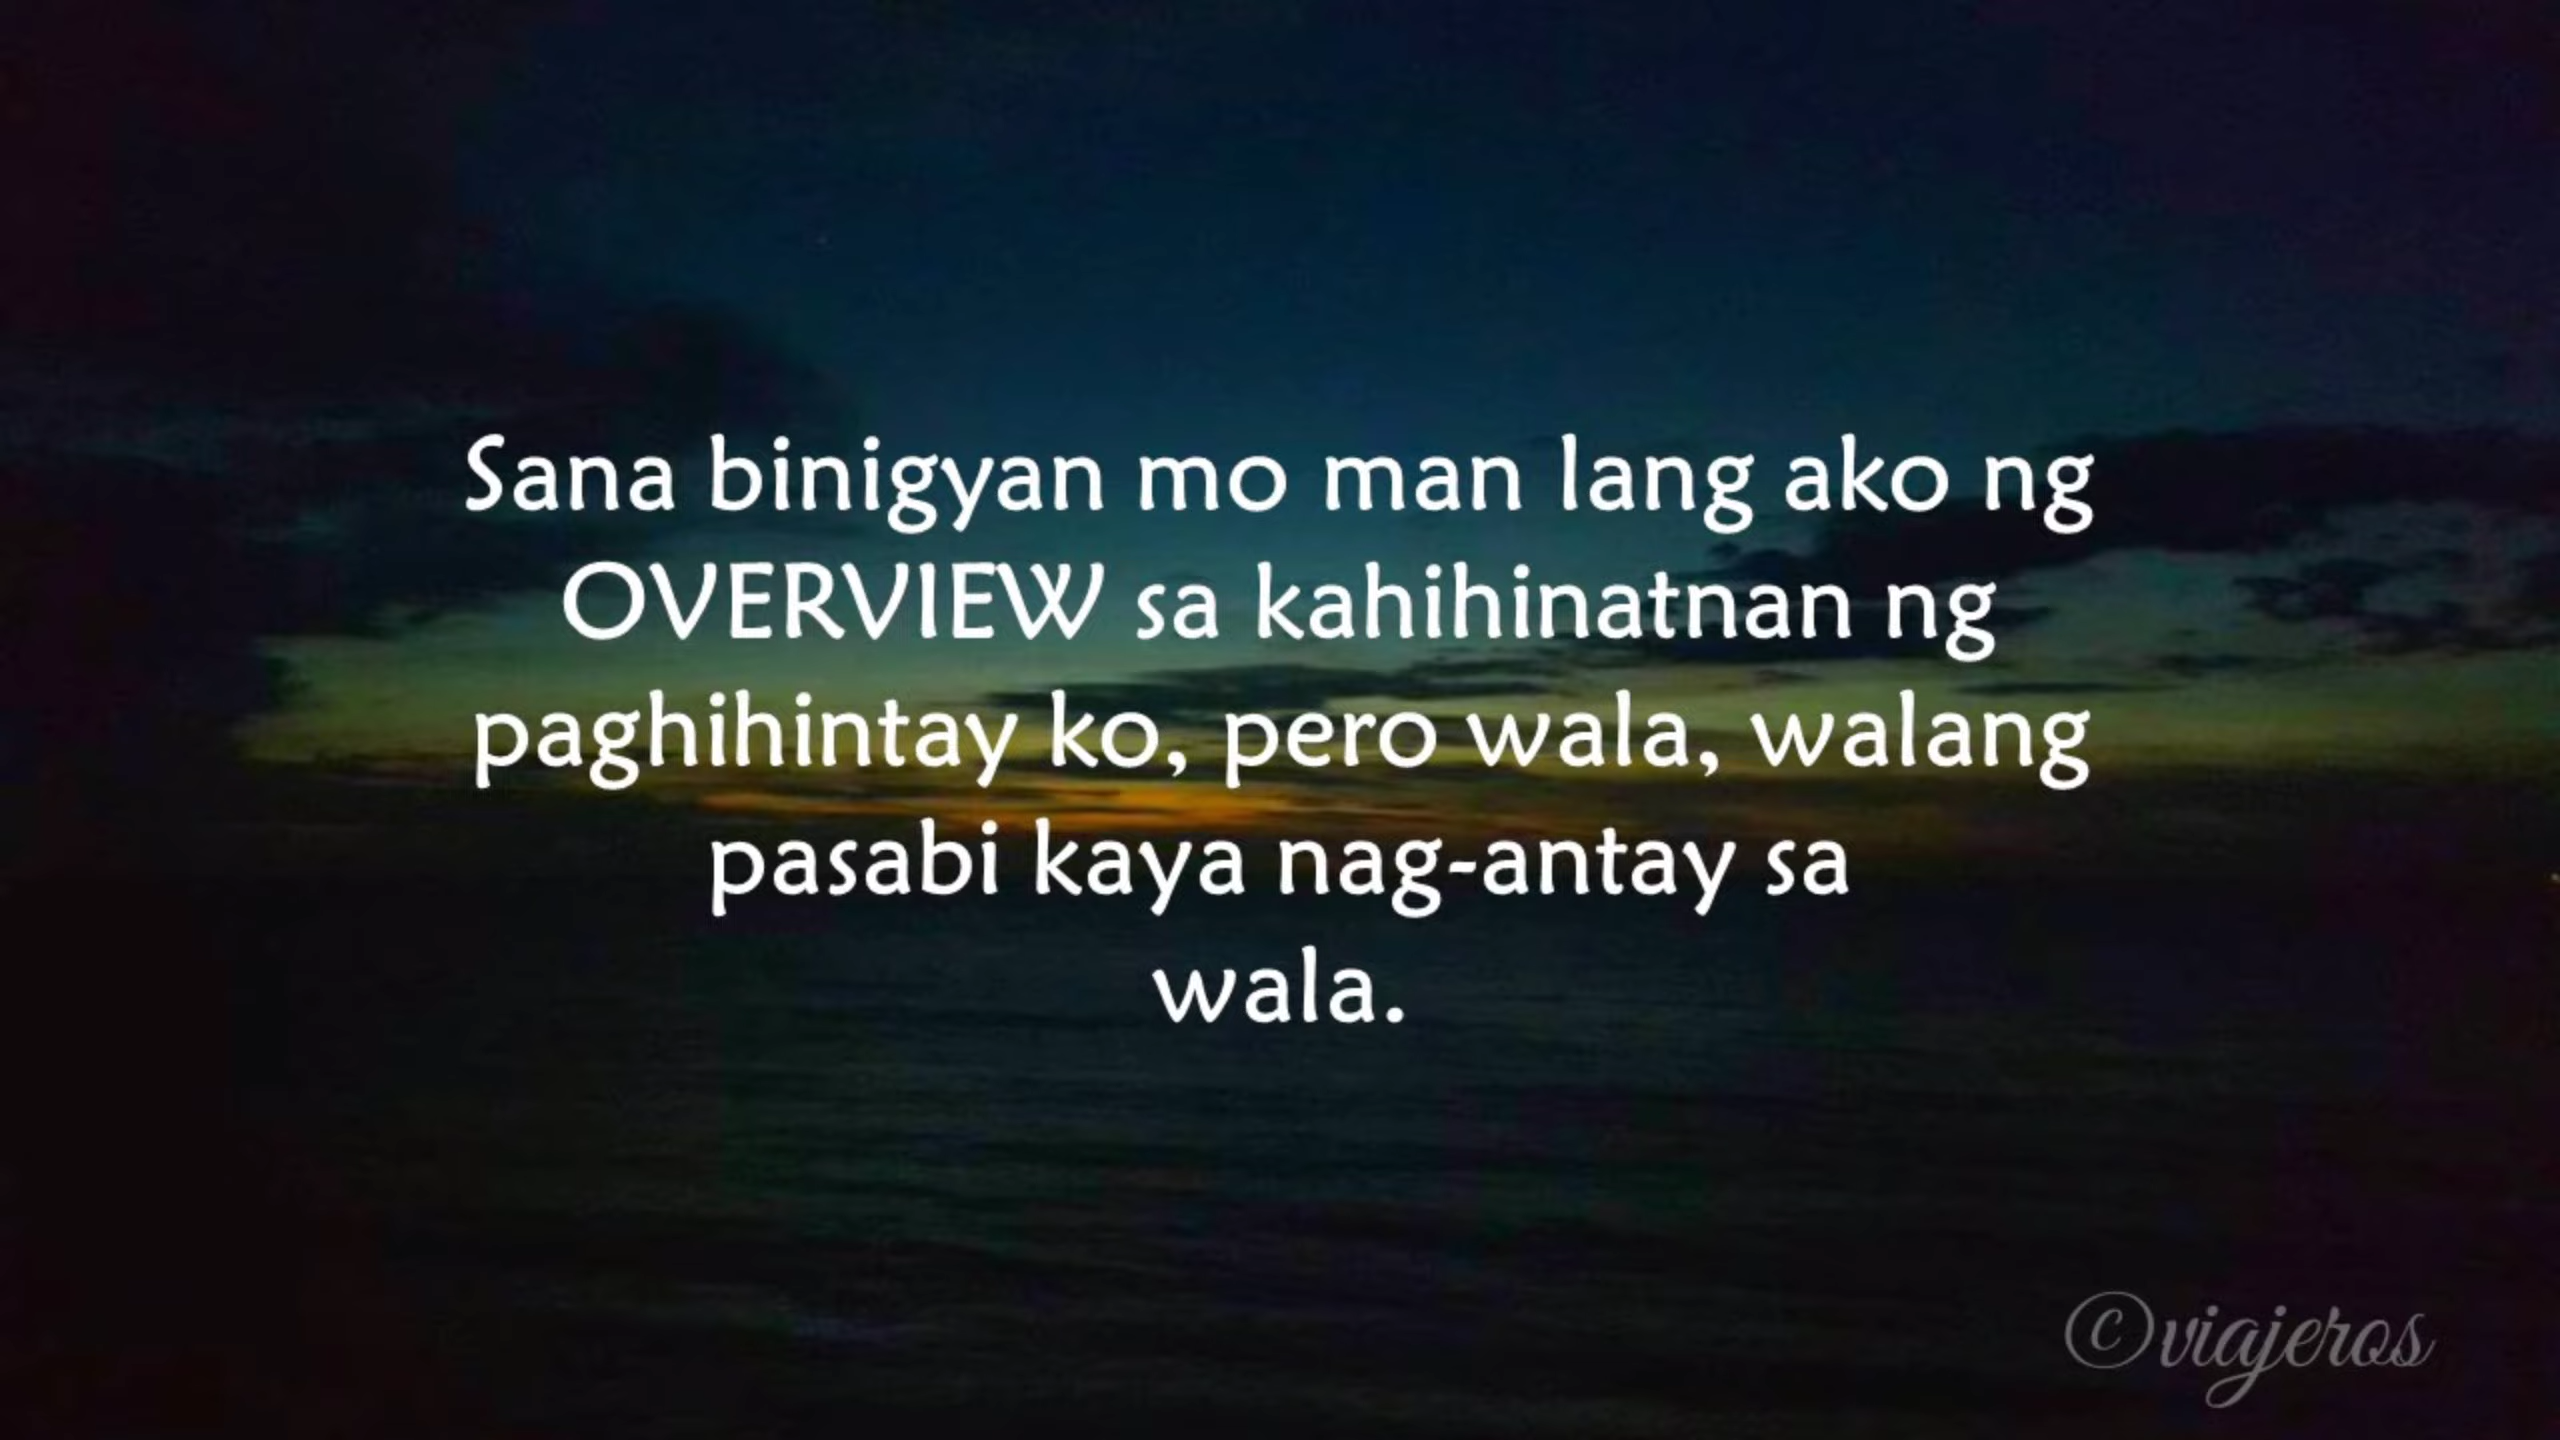 Sana binigyan mo man lang ako ng
OVERVIEW sa kahihinatnan ng
paghihintay ko, pero wala, walang
pasabi kaya nag-antay sa
wala.
©viajeros